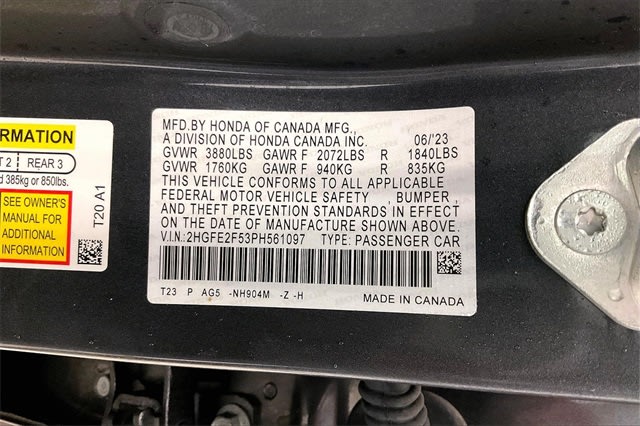 RMATION
T 2 | REAR 3
d 385kg or 850lbs.
SEE OWNER'S
MANUAL FOR
ADDITIONAL
INFORMATION
T20 A1
MFD.BY HONDA OF CANADA MFG.,
A DIVISION OF HONDA CANADA INC. 06/'23
GVWR 3880LBS GAWR F 2072LBS R 1840LBS
GVWR 1760KG GAWR F 940KG R 835KG
THIS VEHICLE CONFORMS TO ALL APPLICABLE
FEDERAL MOTOR VEHICLE SAFETY , BUMPER ,
AND THEFT PREVENTION STANDARDS IN EFFECT
ON THE DATE OF MANUFACTURE SHOWN ABOVE.
V.I.N.: 2HGFE2F53PH561097 TYPE: PASSENGER CAR
T23 P AG5 -NH904M -Z -H
MADE IN CANADA